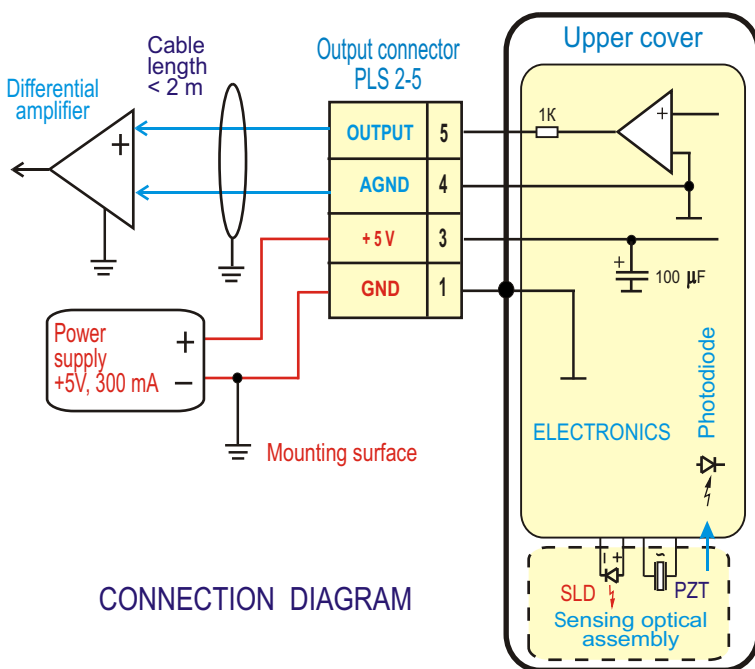 Upper cover
Cable
length
< 2 m
Output connector
PLS 2-5
Differential
amplifier
+
OUTPUT
5
1K
+
AGND
4
+ 5 V
3
+
100 μF
GND
1
Power
supply
+5V, 300 mA
+
−
Mounting surface
Photodiode
ELECTRONICS
CONNECTION DIAGRAM
− +
~
SLD
PZT
Sensing optical
assembly